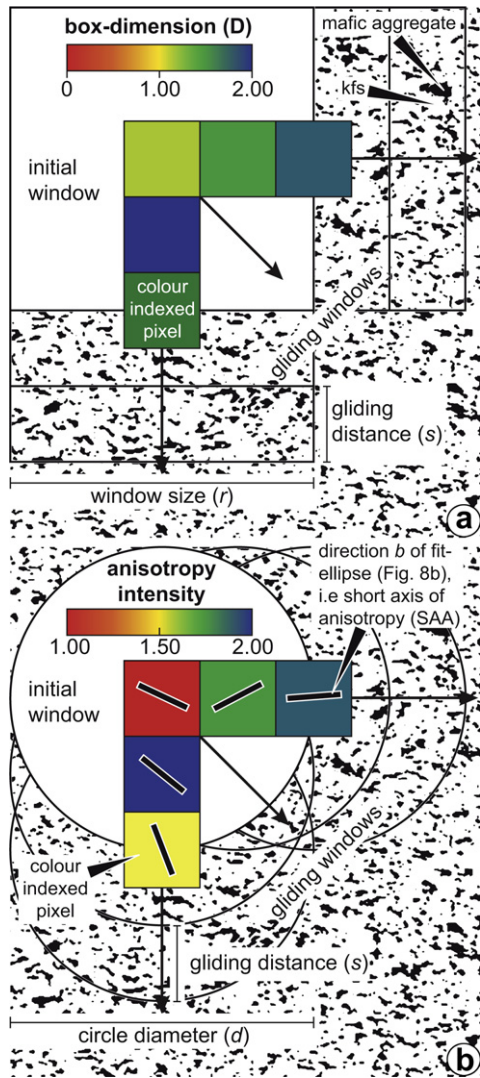 box-dimension (D)
0
1.00
2.00
mafic aggregate
kfs
initial
window
colour
indexed
pixel
gliding windows
gliding
distance (s)
window size (r)
a
direction b of fit-
ellipse (Fig. 8b),
i.e short axis of
anisotropy (SAA)
anisotropy
intensity
1.00
1.50
2.00
initial
window
colour
indexed
pixel
gliding windows
gliding distance (s)
circle diameter (d)
b